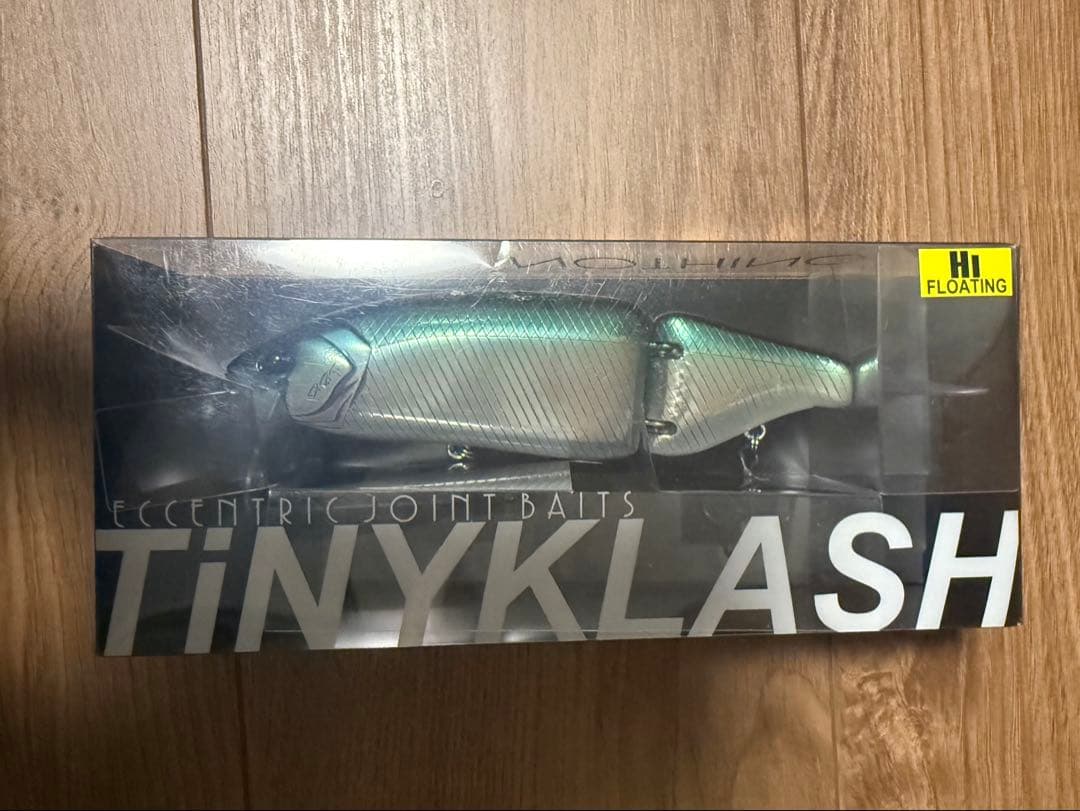 Hi
FLOATING
ECCENTRIC JOINT BAITS
TiNYKLASH